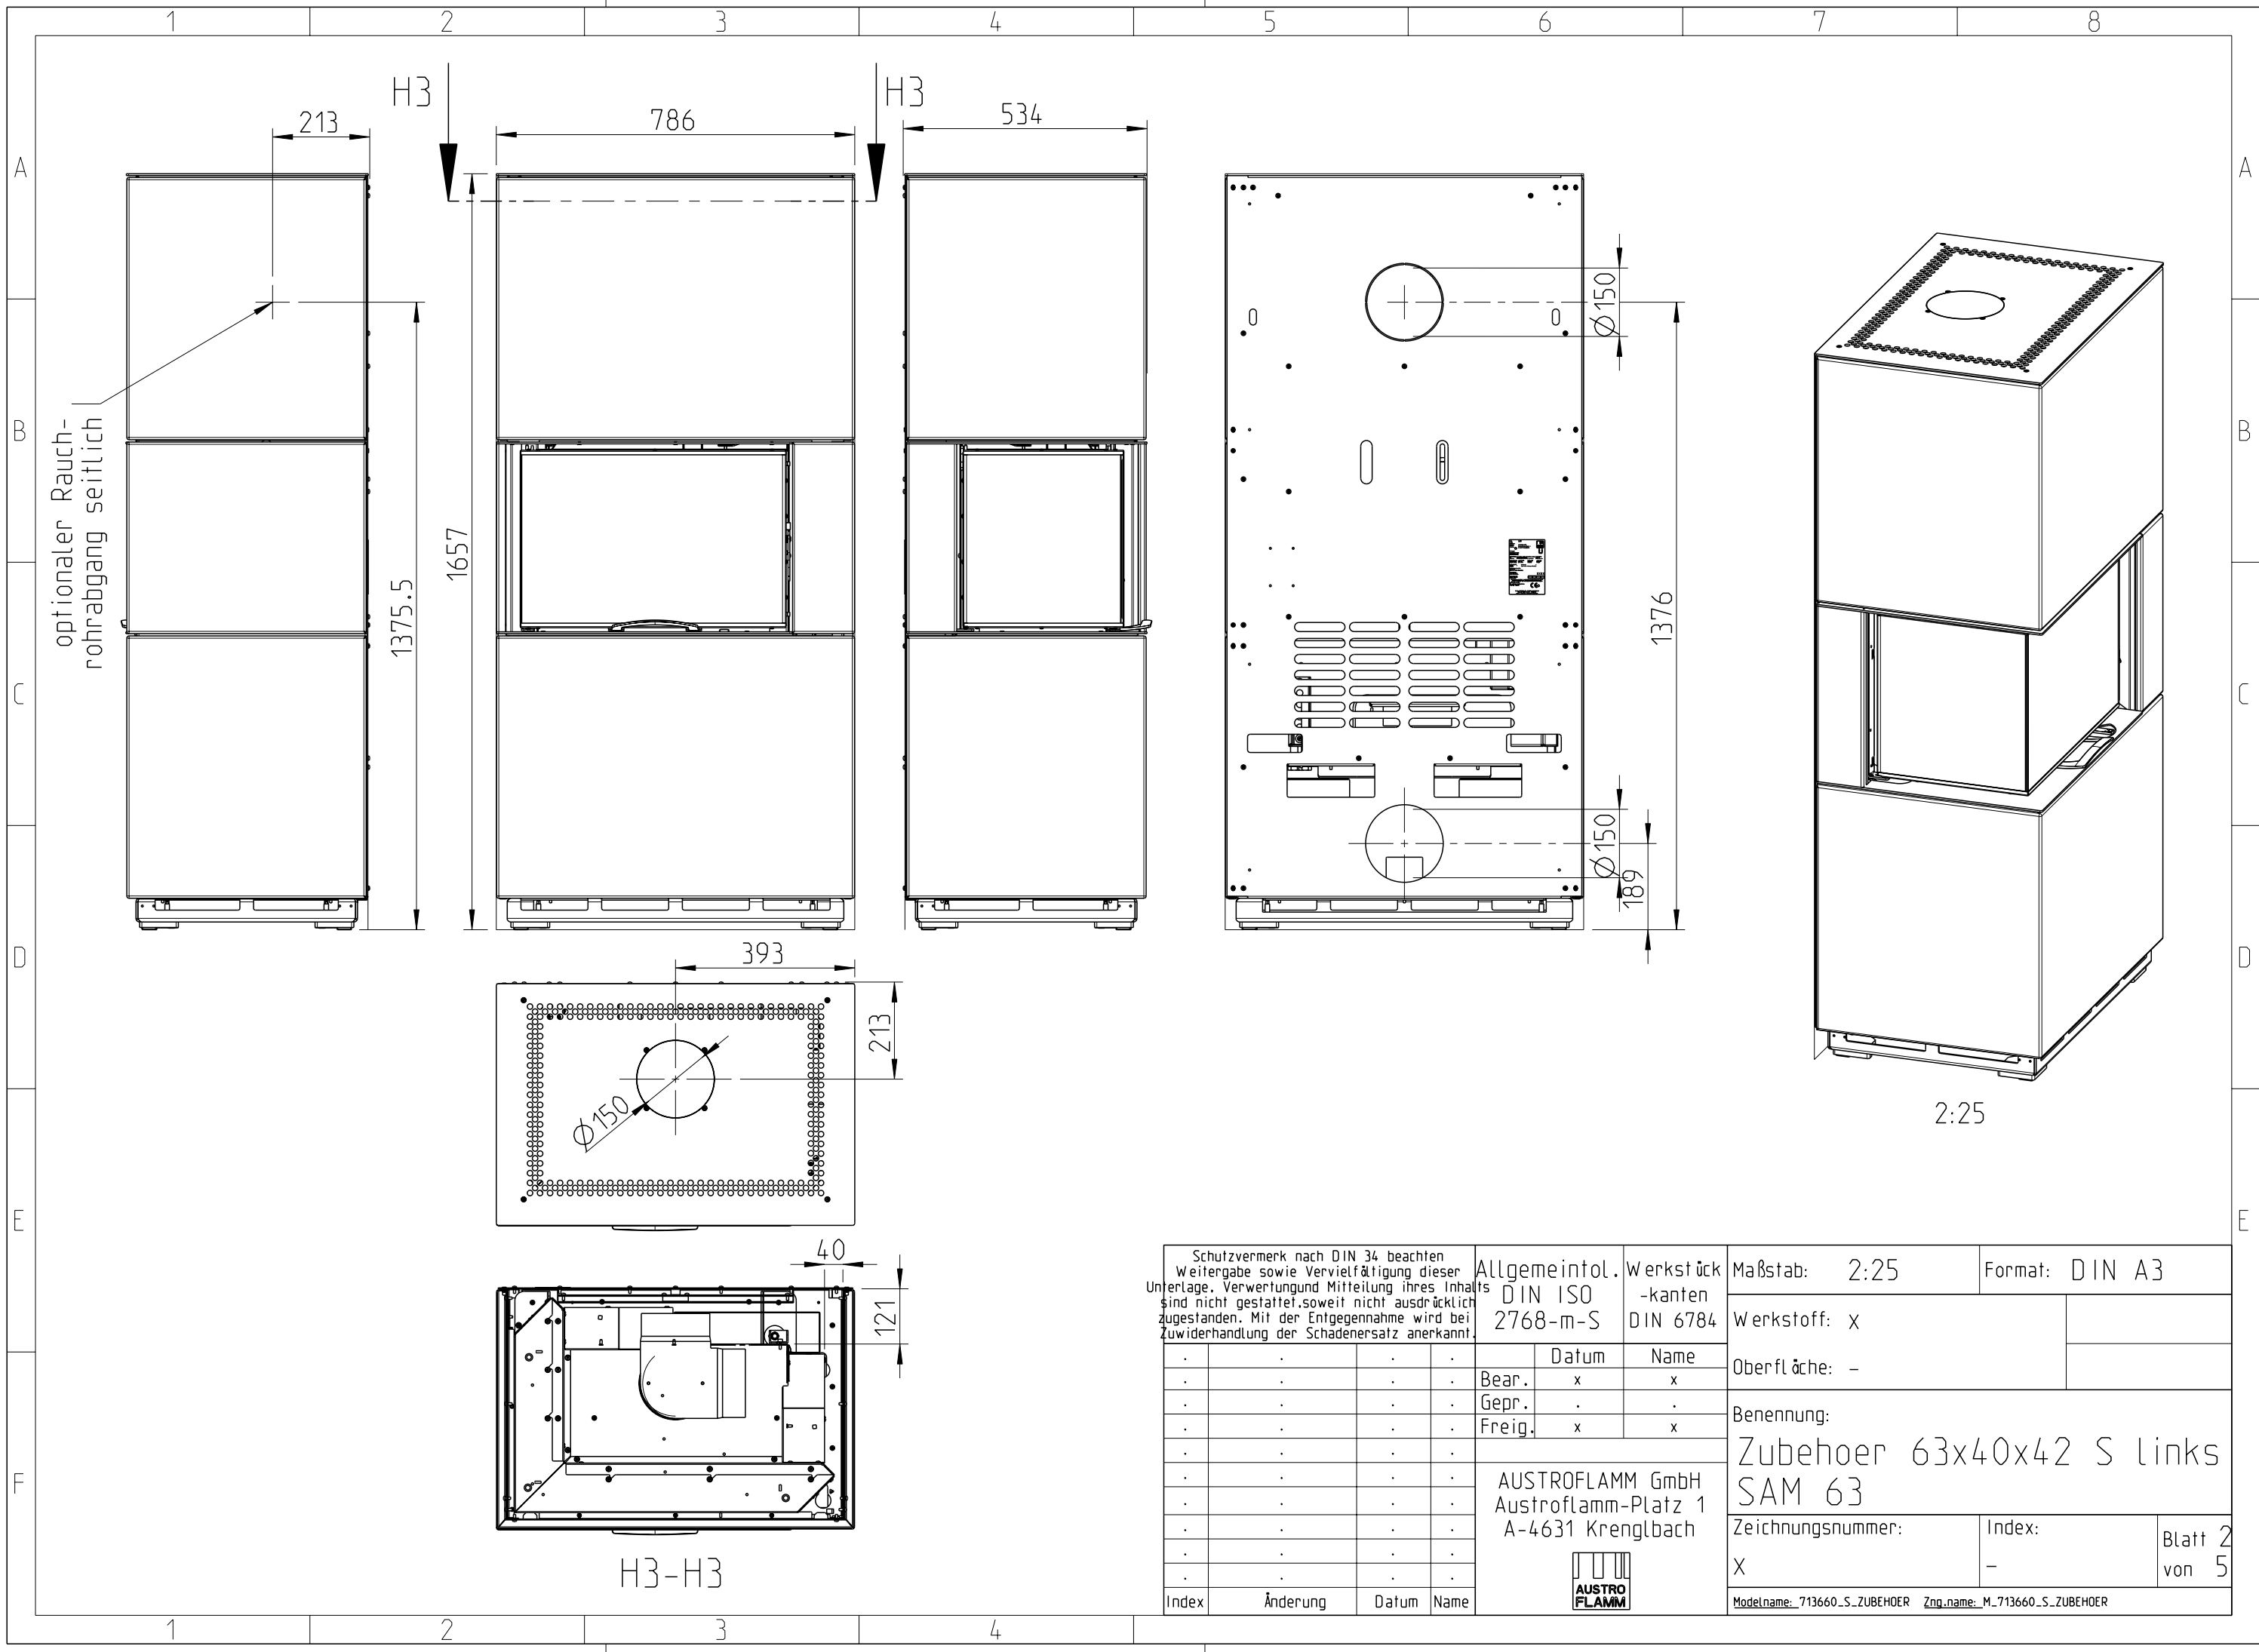 1 2 3 4 5 6 7 8
A A
B B
C C
D D
E E
F
1 2 3 4
H3 H3
213
786
534
optionaler Rauch-
rohrabgang seitlich
1375.5
1657
Ø150
1376
Ø150
189
393
213
Ø150
2:25
40
121
H3-H3
Schutzvermerk nach DIN 34 beachten
Weitergabe sowie Vervielfältigung dieser
Unterlage. Verwertungund Mitteilung ihres Inhalts
sind nicht gestattet.soweit nicht ausdrücklich
zugestanden. Mit der Entgegennahme wird bei
Zuwiderhandlung der Schadenersatz anerkannt.
Allgemeintol.
DIN ISO
2768-m-S
Werkstück
-kanten
DIN 6784
Maßstab: 2:25
Format: DIN A3
Werkstoff: x
Oberfläche: -
Datum Name
Bear. x x
Gepr. . .
Freig. x x
Benennung:
Zubehoer 63x40x42 S links
SAM 63
AUSTROFLAMM GmbH
Austroflamm-Platz 1
A-4631 Krenglbach
AUSTRO
FLAMM
Zeichnungsnummer:
X
Index:
-
Blatt 2
von 5
Index Änderung Datum Name
Modelname: 713660_S_ZUBEHOER Zng.name: M_713660_S_ZUBEHOER